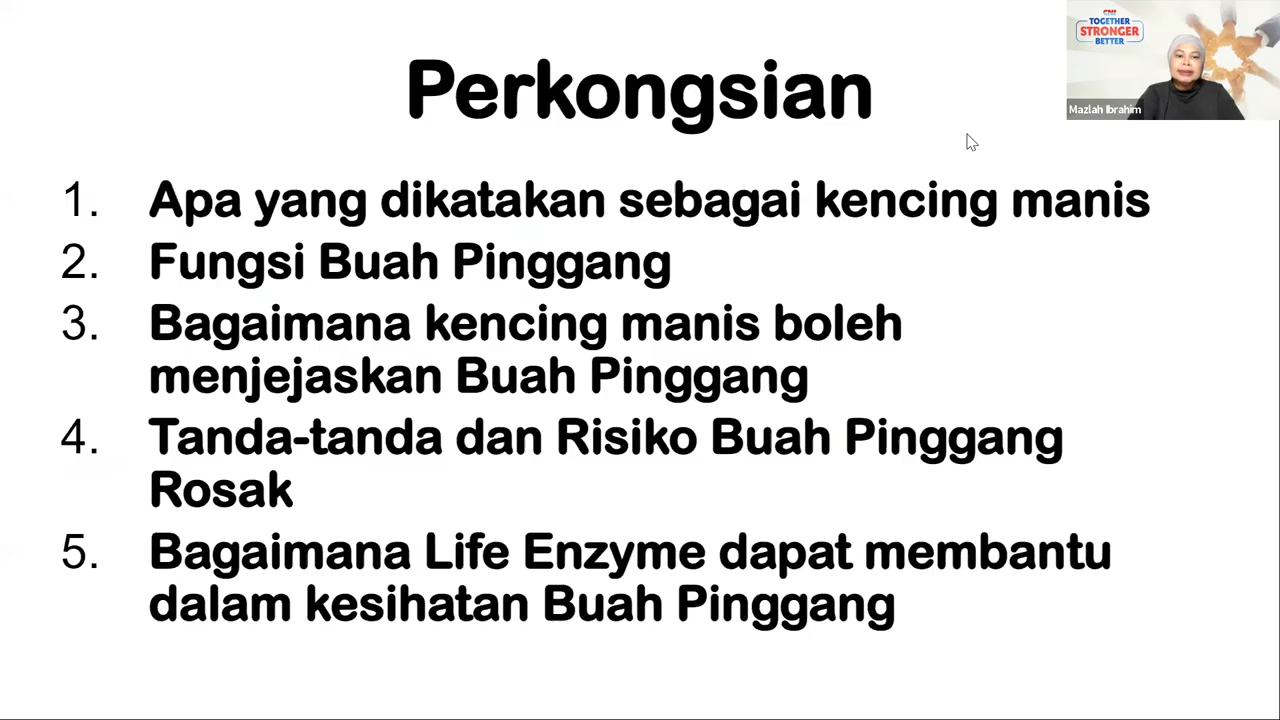 CNI
TOGETHER
STRONGER
BETTER
Mazlah Ibrahim
Perkongsian
1. Apa yang dikatakan sebagai kencing manis
2. Fungsi Buah Pinggang
3. Bagaimana kencing manis boleh
menjejaskan Buah Pinggang
4. Tanda-tanda dan Risiko Buah Pinggang
Rosak
5. Bagaimana Life Enzyme dapat membantu
dalam kesihatan Buah Pinggang